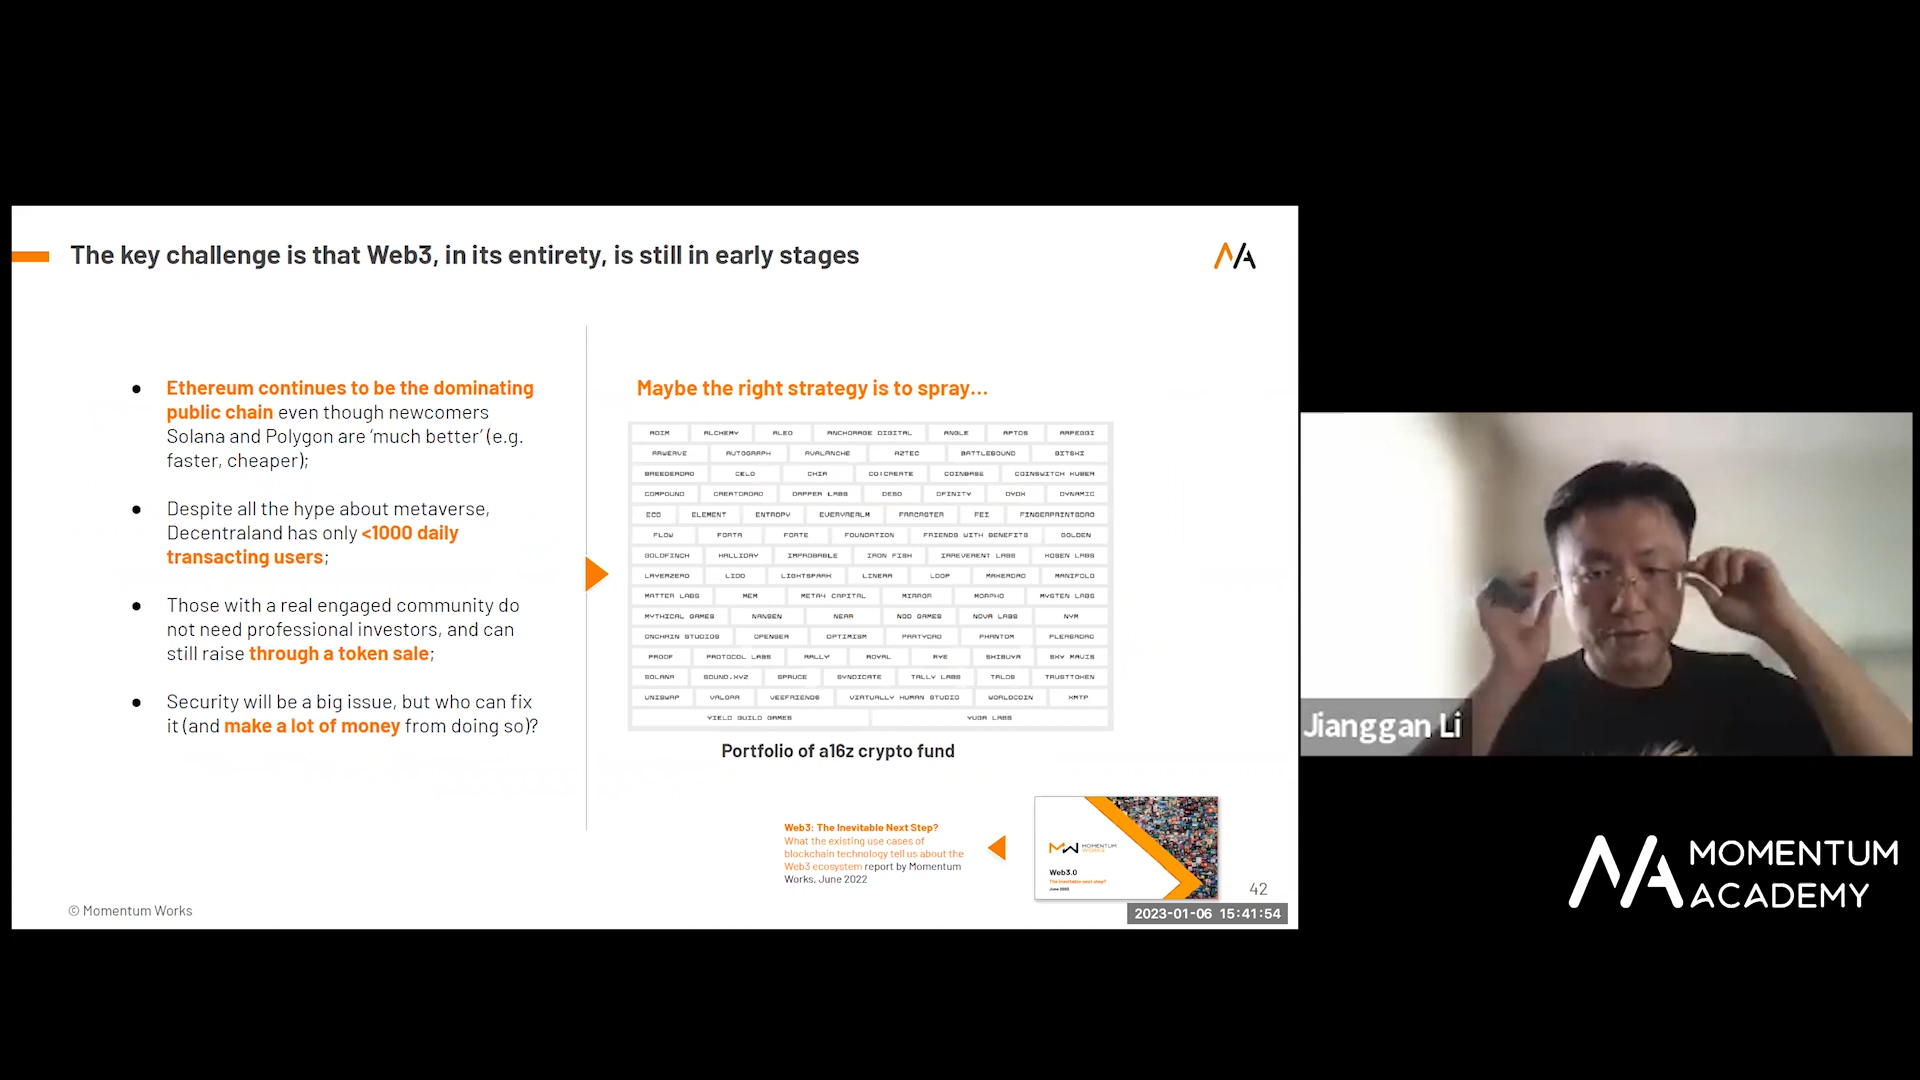 The key challenge is that Web3, in its entirety, is still in early stages
● Ethereum continues to be the dominating
public chain even though newcomers
Solana and Polygon are ‘much better’ (e.g.
faster, cheaper);
● Despite all the hype about metaverse,
Decentraland has only <1000 daily
transacting users;
● Those with a real engaged community do
not need professional investors, and can
still raise through a token sale;
● Security will be a big issue, but who can fix
it (and make a lot of money from doing so)?
Maybe the right strategy is to spray...
ADIM ALCHEMY ALEO ANCHORAGE DIGITAL ANGLE APTOS ARPEGGI
ARWEAVE AUTOGRAPH AVALANCHE AZTEC BATTLEBOUND BITSKI
BREEDERDAO CELO CHIA CO:CREATE COINBASE COINSWITCH KUBER
COMPOUND CREATORDAO DAPPER LABS DESO DFINITY DYDX DYNAMIC
ECO ELEMENT ENTROPY EVERYREALM FARCASTER FEI FINGERPRINTSDAO
FLOW FORTA FORTE FOUNDATION FRIENDS WITH BENEFITS GOLDEN
GOLDFINCH HALLIDAY IMPROBABLE IRON FISH IRREVERENT LABS KOSEN LABS
LAYERZERO LIDO LIGHTSPARK LINERA LOOP MAKERDAO MANIFOLD
MATTER LABS MEM METAV CAPITAL MIRROR MORPHO MYSTEN LABS
MYTHICAL GAMES NANSEN NEAR NOD GAMES NOVA LABS NYM
ONCHAIN STUDIOS OPENSEA OPTIMISM PARTYDAO PHANTOM PLEASRDAO
PROOF PROTOCOL LABS RALLY ROYAL RYE SHIBUYA SKY MAVIS
SOLANA SOUND.XYZ SPRUCE SYNDICATE TALLY LABS TALOS TRUSTTOKEN
UNISWAP VALORA VEEFRIENDS VIRTUALLY HUMAN STUDIO WORLDCOIN XMTP
YIELD GUILD GAMES YUGA LABS
Portfolio of a16z crypto fund
Web3: The Inevitable Next Step?
What the existing use cases of
blockchain technology tell us about the
Web3 ecosystem report by Momentum
Works, June 2022
MOMENTUM
WORKS
Web3.0
The inevitable next step?
June 2022
42
© Momentum Works
2023-01-06 15:41:54
Jianggan Li
MOMENTUM
ACADEMY